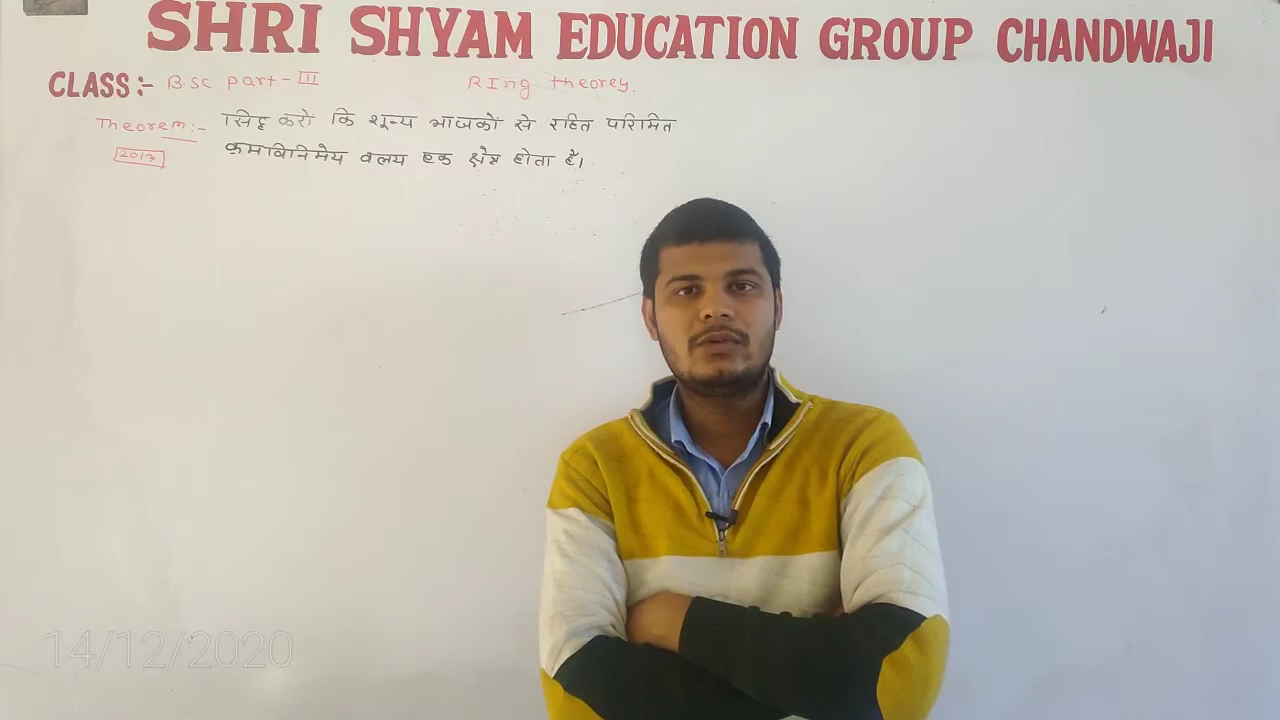 SHRI SHYAM EDUCATION GROUP CHANDWAJI
CLASS:- B.SC Part-III RIng theorey.
Theorem:- सिद्ध करो कि शून्य भाजकों से रहित परिमित
2017 क्रमविनिमेय वलय एक क्षेत्र होता है।
14/12/2020